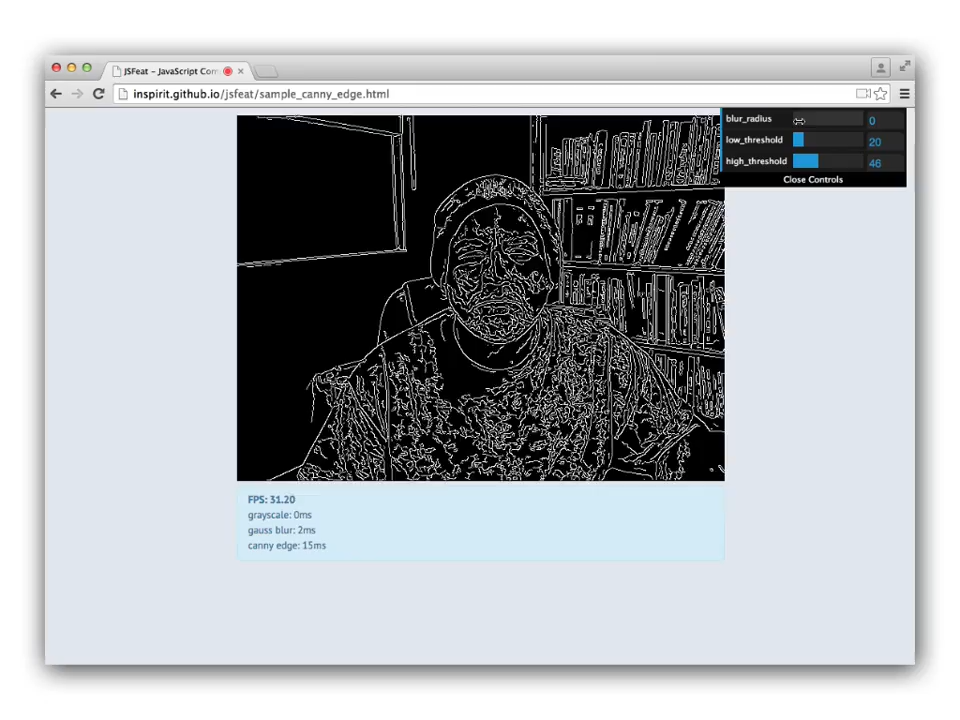 JSFeat – JavaScript Com
inspirit.github.io/jsfeat/sample_canny_edge.html
blur_radius 0
low_threshold 20
high_threshold 46
Close Controls
FPS: 31.20
grayscale: 0ms
gauss blur: 2ms
canny edge: 15ms